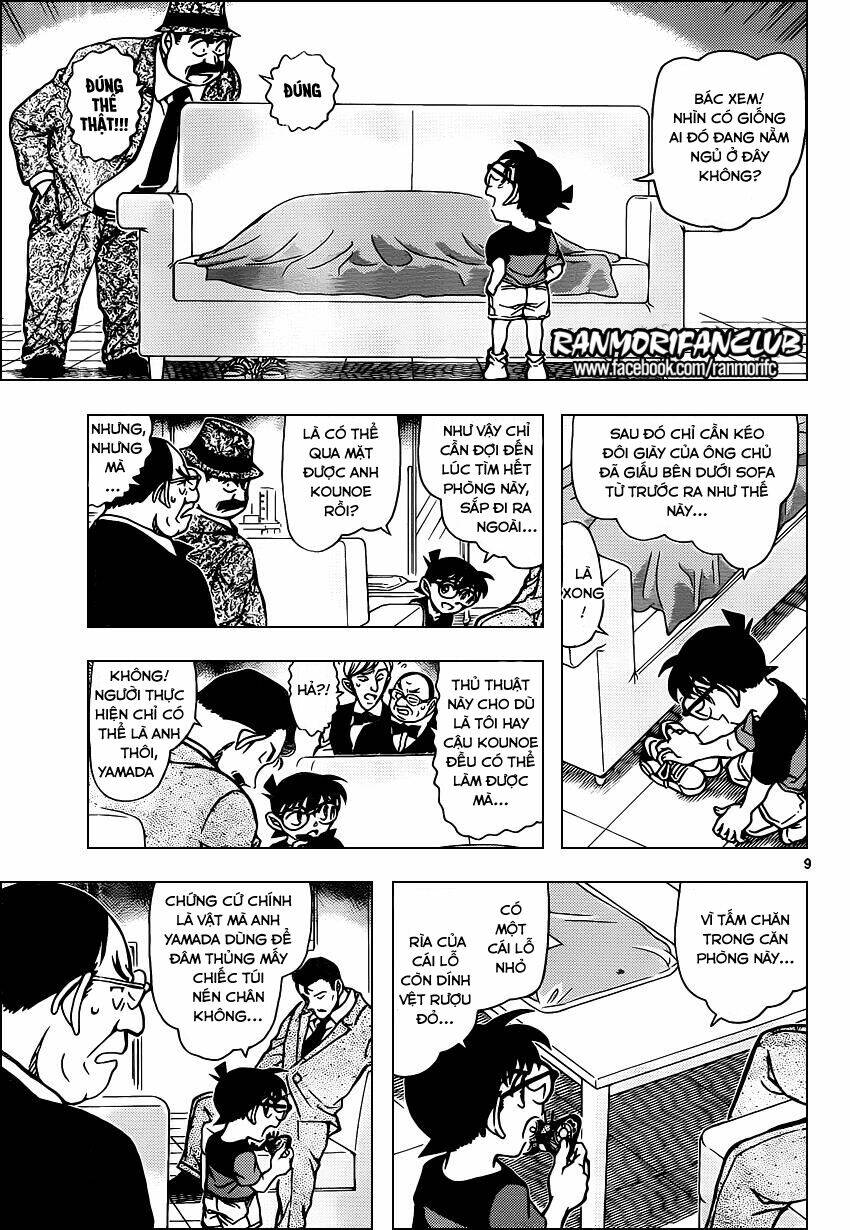 BÁC XEM!
NHÌN CÓ GIỐNG
AI ĐÓ ĐANG NẰM
NGỦ Ở ĐÂY
KHÔNG?
ĐÚNG
ĐÚNG
THẾ
THẬT!!!
RANMORIFANCLUB
www.facebook.com/ranmorifc
SAU ĐÓ CHỈ CẦN KÉO
ĐÔI GIÀY CỦA ÔNG CHỦ
ĐÃ GIẤU BÊN DƯỚI SOFA
TỪ TRƯỚC RA NHƯ THẾ
NÀY...
LÀ
XONG
!
NHƯ VẬY CHỈ
CẦN ĐỢI ĐẾN
LÚC TÌM HẾT
PHÒNG NÀY,
SẮP ĐI RA
NGOÀI...
LÀ CÓ THỂ
QUA MẶT
ĐƯỢC ANH
KOUNOE
RỒI?
NHƯNG,
NHƯNG
MÀ
...
THỦ THUẬT
NÀY CHO DÙ
LÀ TÔI HAY
CẬU KOUNOE
ĐỀU CÓ THỂ
LÀM ĐƯỢC
MÀ...
HẢ?!
KHÔNG!
NGƯỜI THỰC
HIỆN CHỈ CÓ
THỂ LÀ ANH
THÔI,
YAMADA
9
VÌ TẤM CHĂN
TRONG CĂN
PHÒNG NÀY...
CÓ
MỘT
CÁI LỖ
NHỎ
RÌA CỦA
CÁI LỖ
CÒN DÍNH
VỆT RƯỢU
ĐỎ...
CHỨNG CỨ CHÍNH
LÀ VẬT MÀ ANH
YAMADA DÙNG ĐỂ
ĐÂM THỦNG MẤY
CHIẾC TÚI
NÉN CHÂN
KHÔNG...